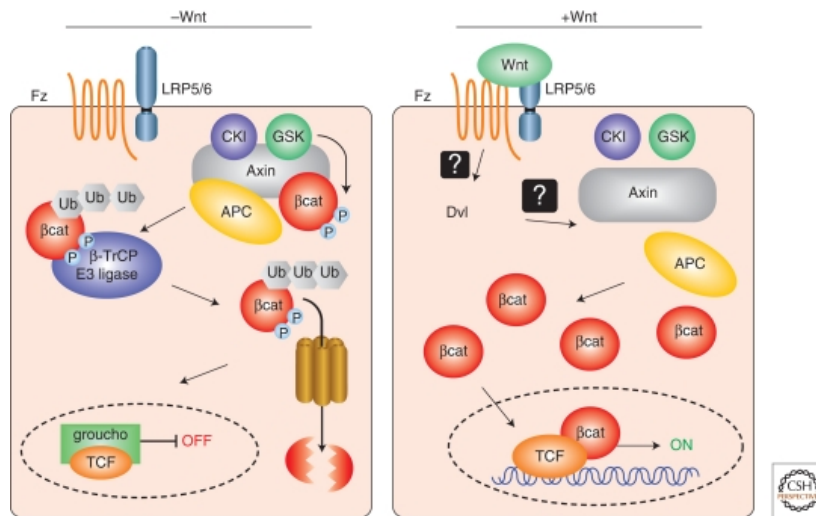 –Wnt
Fz
LRP5/6
CKI
GSK
Axin
APC
βcat
P
P
Ub
Ub
Ub
βcat
P
P
β-TrCP
E3 ligase
Ub
Ub
Ub
βcat
P
P
groucho
TCF
OFF
+Wnt
Wnt
Fz
LRP5/6
CKI
GSK
?
?
Dvl
Axin
APC
βcat
βcat
βcat
βcat
βcat
TCF
ON
CSH
PERSPECTIVES